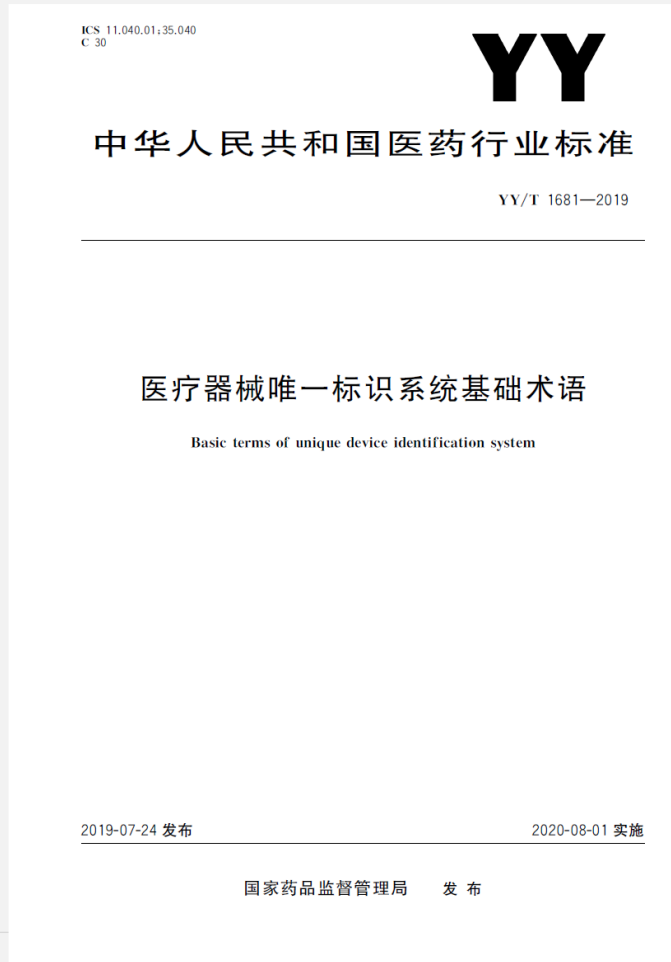 ICS 11.040.01;35.040
C 30
YY
中华人民共和国医药行业标准
YY/T 1681—2019
医疗器械唯一标识系统基础术语
Basic terms of unique device identification system
2019-07-24 发布 2020-08-01 实施
国家药品监督管理局 发布